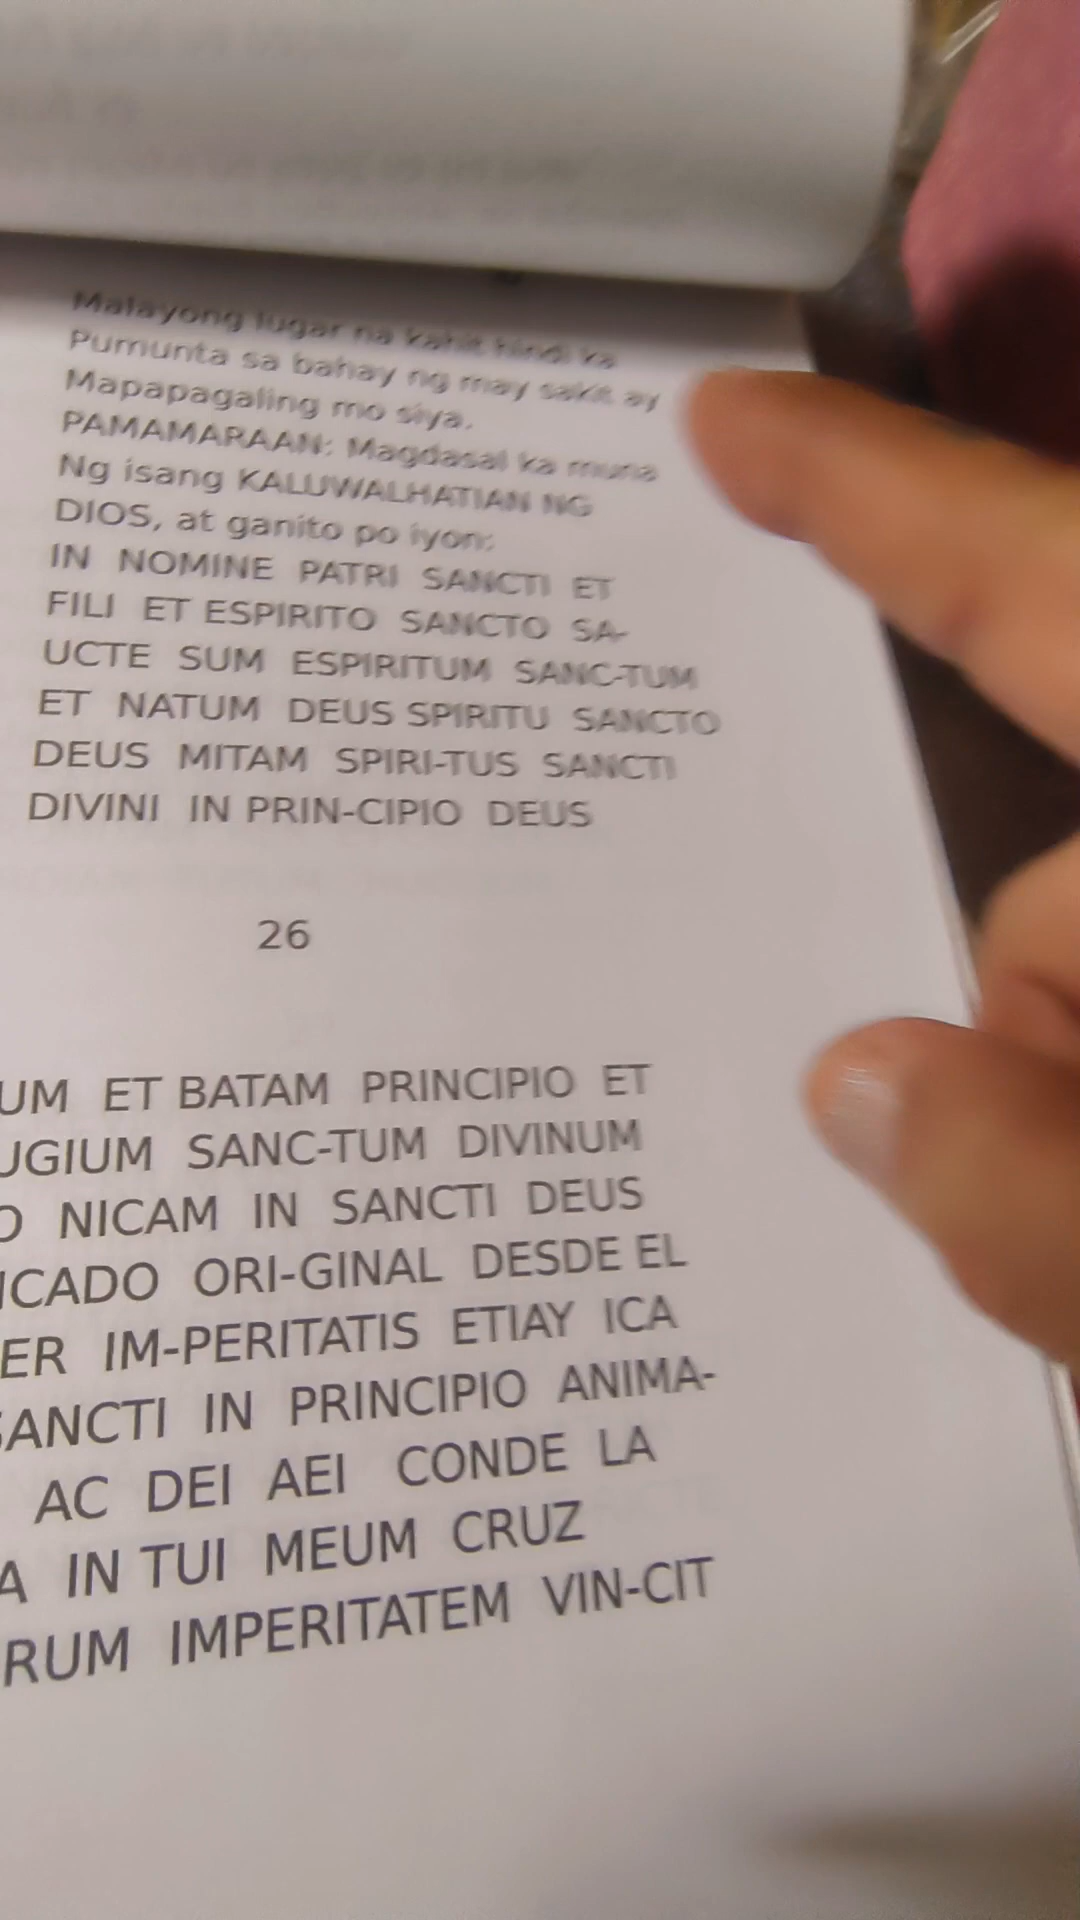 Malayong lugar na kahit hindi ka
Pumunta sa bahay ng may sakit ay
Mapapagaling mo siya.
PAMAMARAAN: Magdasal ka muna
Ng isang KALUWALHATIAN NG
DIOS, at ganito po iyon:
IN NOMINE PATRI SANCTI ET
FILI ET ESPIRITO SANCTO SA-
UCTE SUM ESPIRITUM SANC-TUM
ET NATUM DEUS SPIRITU SANCTO
DEUS MITAM SPIRI-TUS SANCTI
DIVINI IN PRIN-CIPIO DEUS
26
UM ET BATAM PRINCIPIO ET
UGIUM SANC-TUM DIVINUM
O NICAM IN SANCTI DEUS
ICADO ORI-GINAL DESDE EL
ER IM-PERITATIS ETIAY ICA
SANCTI IN PRINCIPIO ANIMA-
AC DEI AEI CONDE LA
A IN TUI MEUM CRUZ
RUM IMPERITATEM VIN-CIT